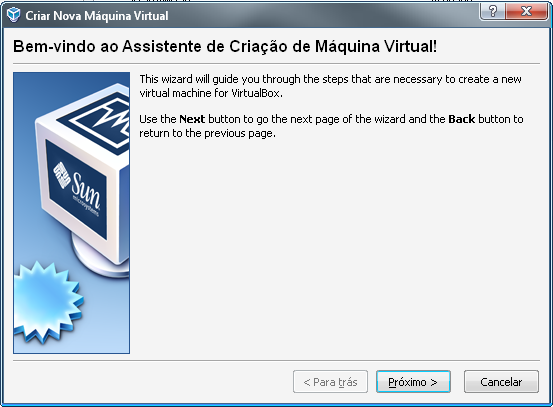 Criar Nova Máquina Virtual
Bem-vindo ao Assistente de Criação de Máquina Virtual!
This wizard will guide you through the steps that are necessary to create a new
virtual machine for VirtualBox.
Use the Next button to go the next page of the wizard and the Back button to
return to the previous page.
Sun
microsystems
< Para trás
Próximo >
Cancelar